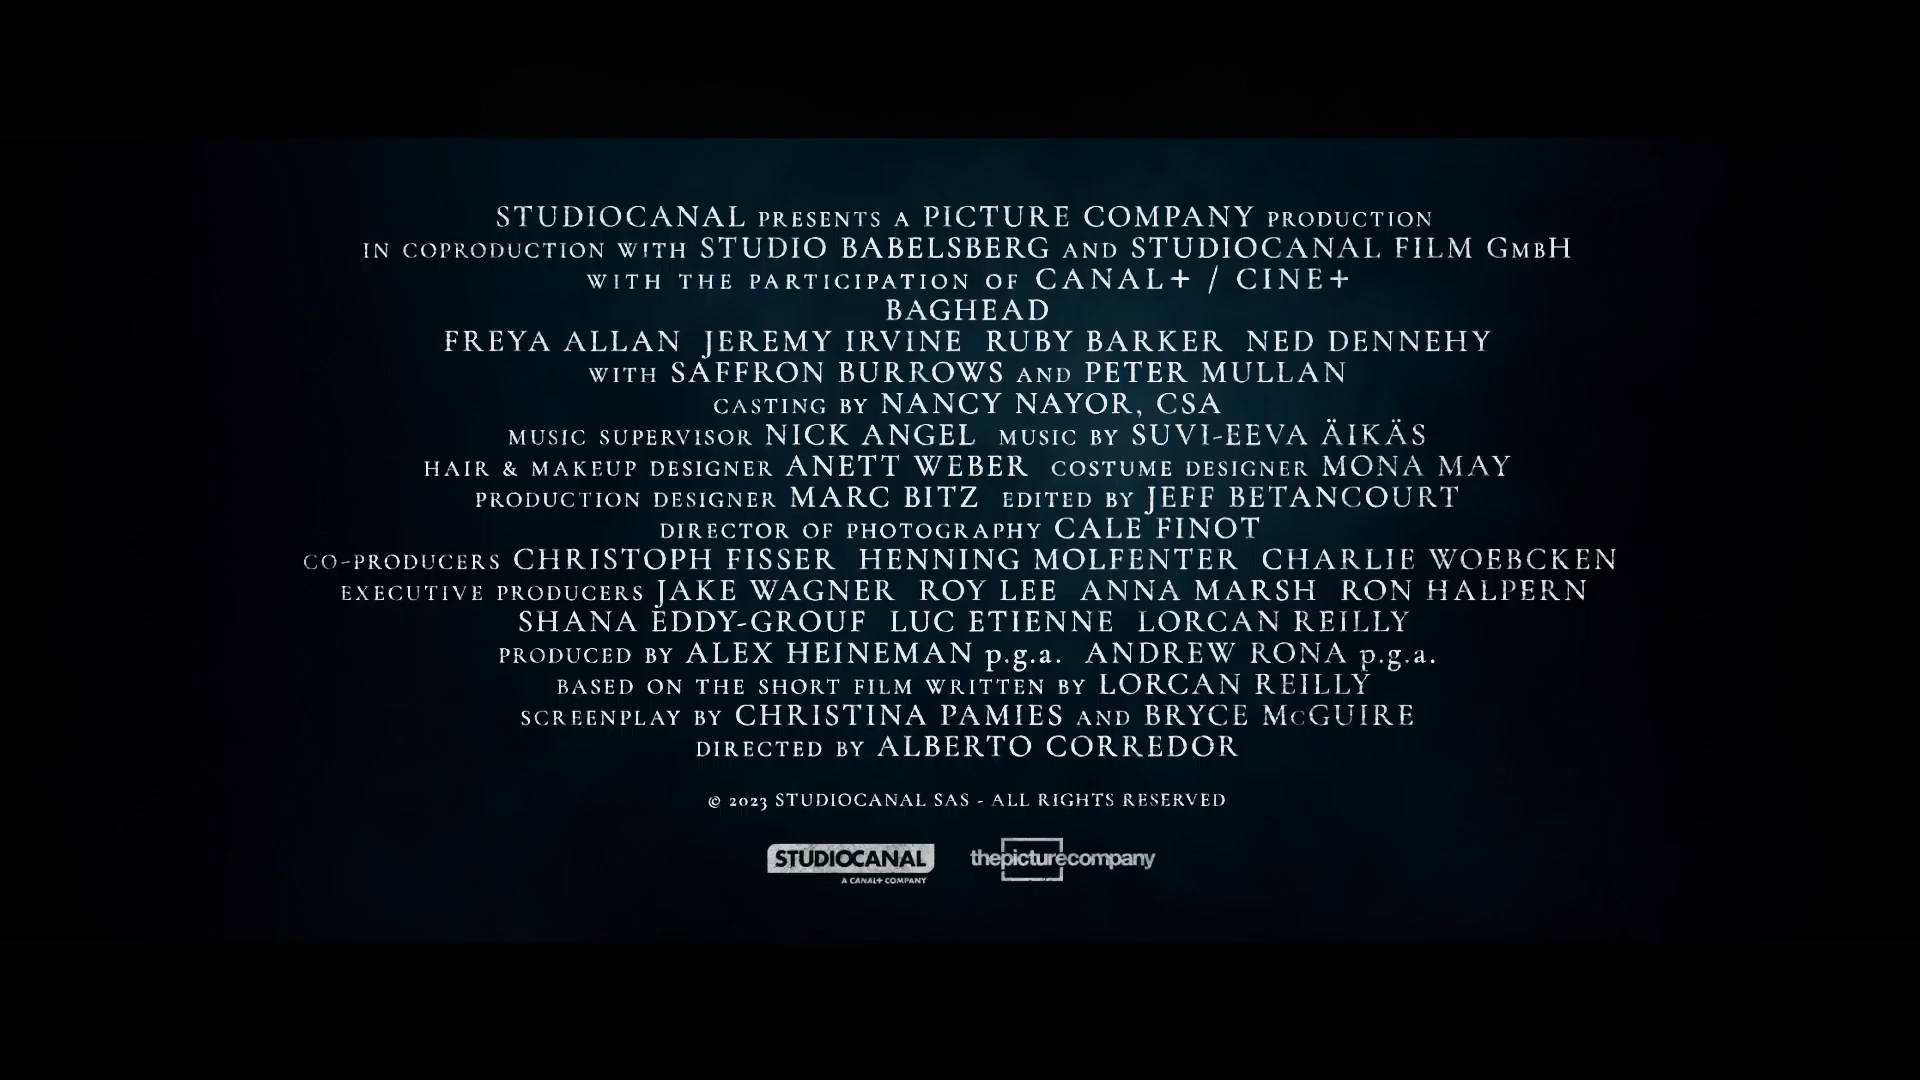 STUDIOCANAL PRESENTS A PICTURE COMPANY PRODUCTION
IN COPRODUCTION WITH STUDIO BABELSBERG AND STUDIOCANAL FILM GMBH
WITH THE PARTICIPATION OF CANAL+ / CINE+
BAGHEAD
FREYA ALLAN JEREMY IRVINE RUBY BARKER NED DENNEHY
WITH SAFFRON BURROWS AND PETER MULLAN
CASTING BY NANCY NAYOR, CSA
MUSIC SUPERVISOR NICK ANGEL MUSIC BY SUVI-EEVA ÄIKÄS
HAIR & MAKEUP DESIGNER ANETT WEBER COSTUME DESIGNER MONA MAY
PRODUCTION DESIGNER MARC BITZ EDITED BY JEFF BETANCOURT
DIRECTOR OF PHOTOGRAPHY CALE FINOT
CO-PRODUCERS CHRISTOPH FISSER HENNING MOLFENTER CHARLIE WOEBCKEN
EXECUTIVE PRODUCERS JAKE WAGNER ROY LEE ANNA MARSH RON HALPERN
SHANA EDDY-GROUF LUC ETIENNE LORCAN REILLY
PRODUCED BY ALEX HEINEMAN p.g.a. ANDREW RONA p.g.a.
BASED ON THE SHORT FILM WRITTEN BY LORCAN REILLY
SCREENPLAY BY CHRISTINA PAMIES AND BRYCE McGUIRE
DIRECTED BY ALBERTO CORREDOR
© 2023 STUDIOCANAL SAS - ALL RIGHTS RESERVED
STUDIOCANAL thepicturecompany
A CANAL+ COMPANY